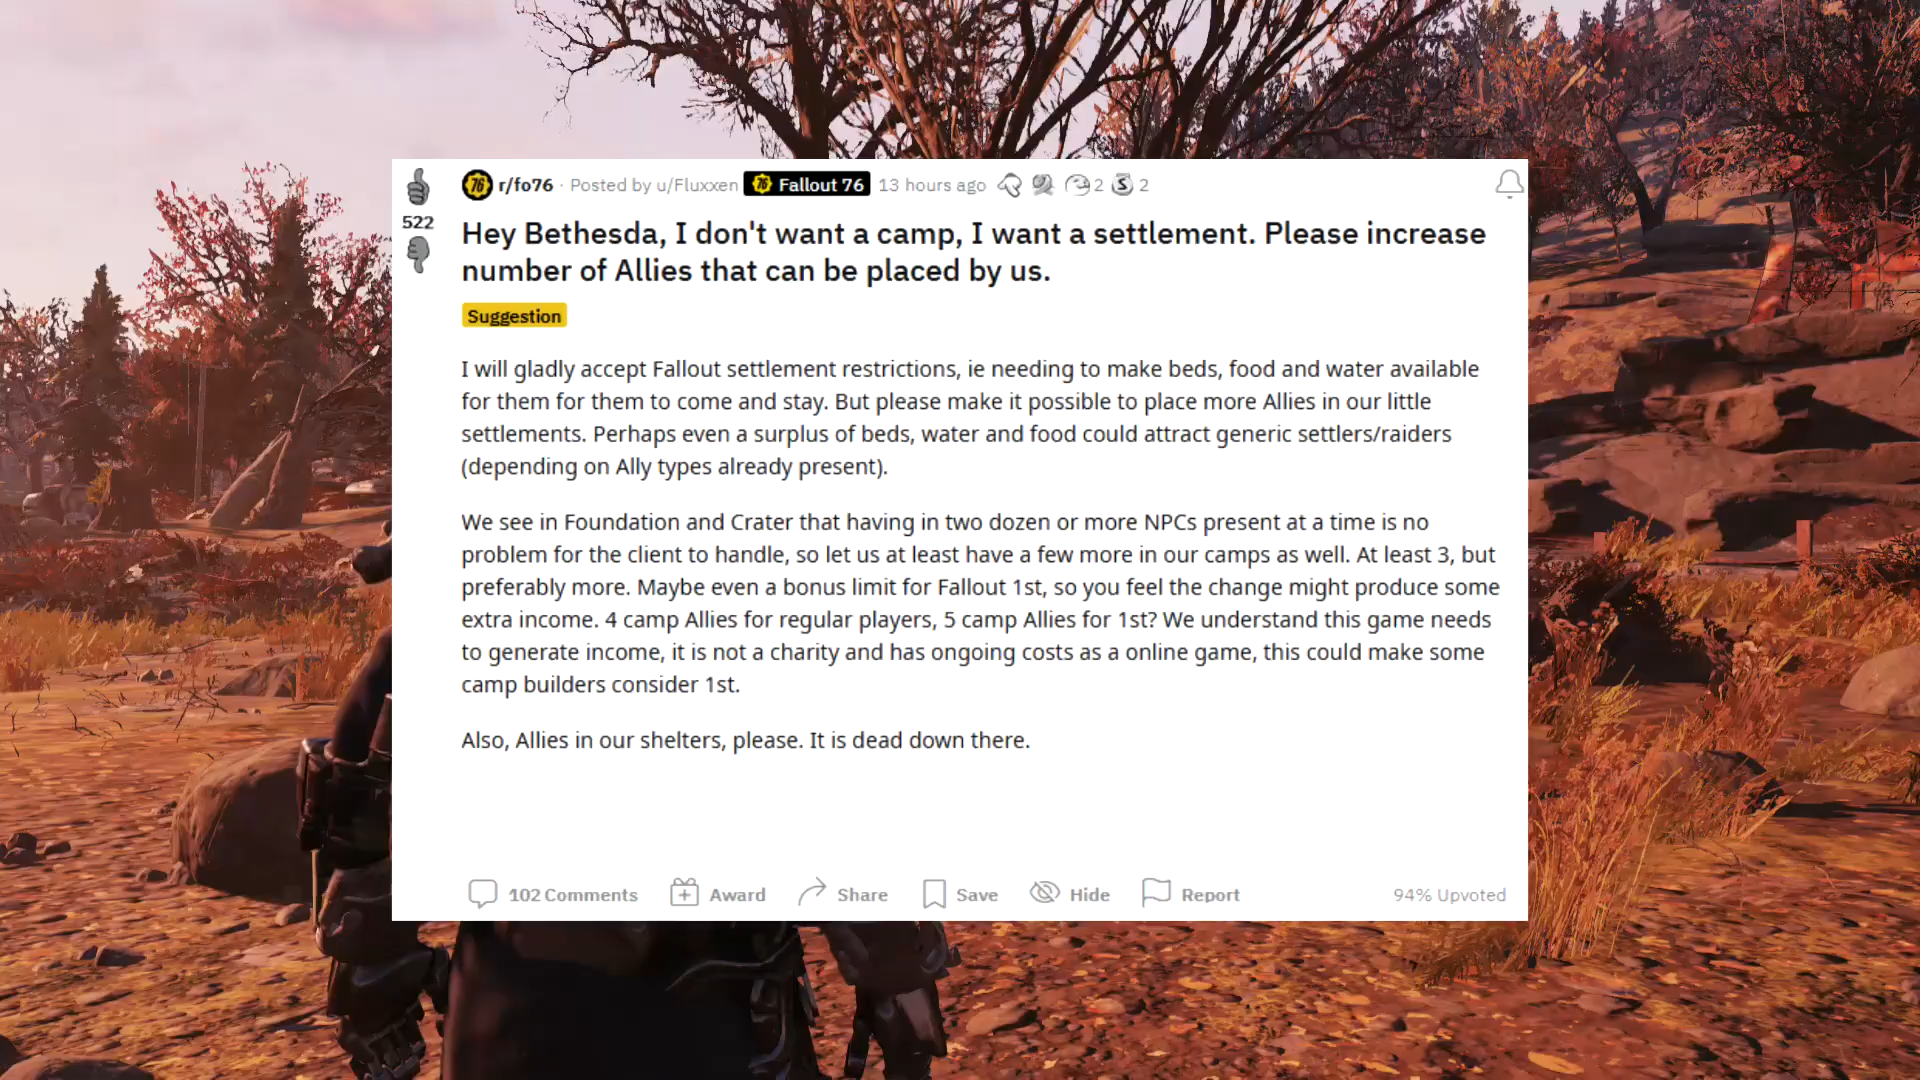 r/fo76 · Posted by u/Fluxxen 76 Fallout 76 13 hours ago 2 2
522
Hey Bethesda, I don't want a camp, I want a settlement. Please increase
number of Allies that can be placed by us.
Suggestion
I will gladly accept Fallout settlement restrictions, ie needing to make beds, food and water available
for them for them to come and stay. But please make it possible to place more Allies in our little
settlements. Perhaps even a surplus of beds, water and food could attract generic settlers/raiders
(depending on Ally types already present).
We see in Foundation and Crater that having in two dozen or more NPCs present at a time is no
problem for the client to handle, so let us at least have a few more in our camps as well. At least 3, but
preferably more. Maybe even a bonus limit for Fallout 1st, so you feel the change might produce some
extra income. 4 camp Allies for regular players, 5 camp Allies for 1st? We understand this game needs
to generate income, it is not a charity and has ongoing costs as a online game, this could make some
camp builders consider 1st.
Also, Allies in our shelters, please. It is dead down there.
102 Comments Award Share Save Hide Report 94% Upvoted